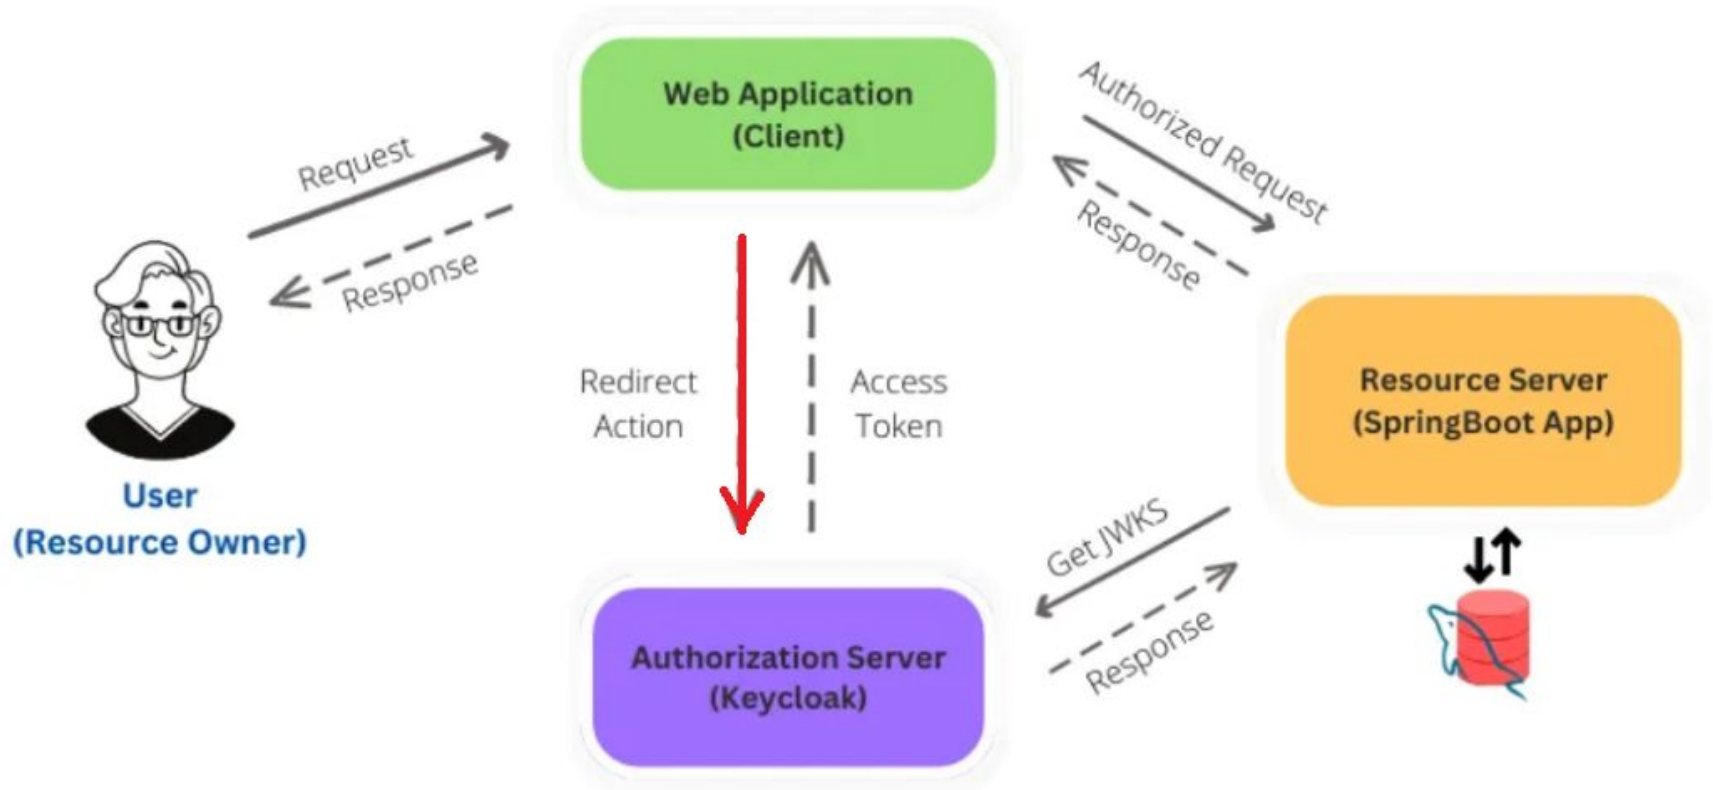 Web Application
(Client)
Request
Response
Authorized Request
Response
Redirect
Action
Access
Token
Resource Server
(SpringBoot App)
User
(Resource Owner)
Get JWKS
Response
Authorization Server
(Keycloak)